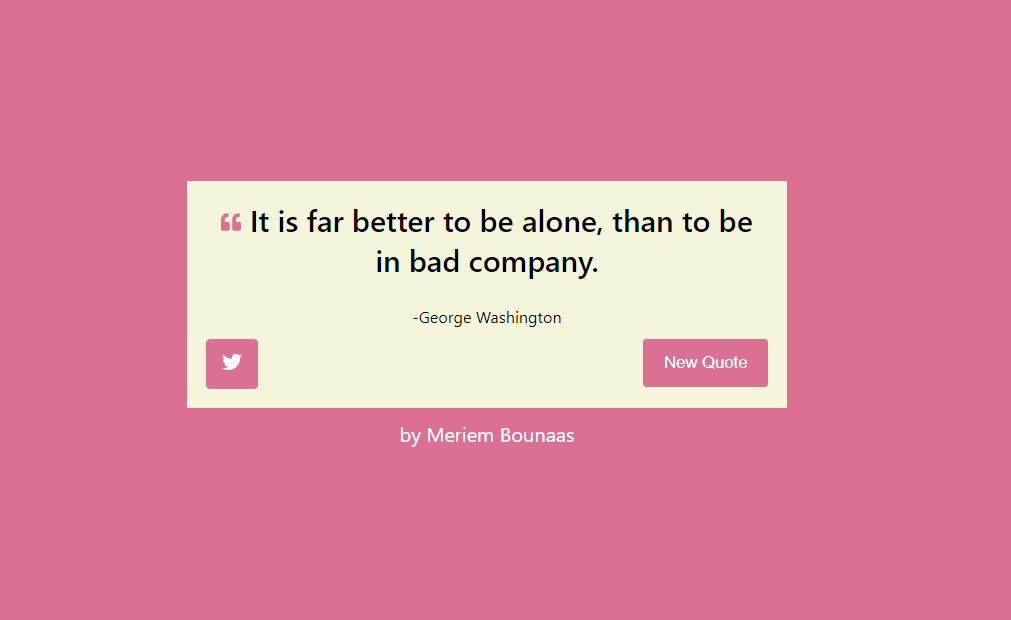 “ It is far better to be alone, than to be
in bad company.
-George Washington
New Quote
by Meriem Bounaas